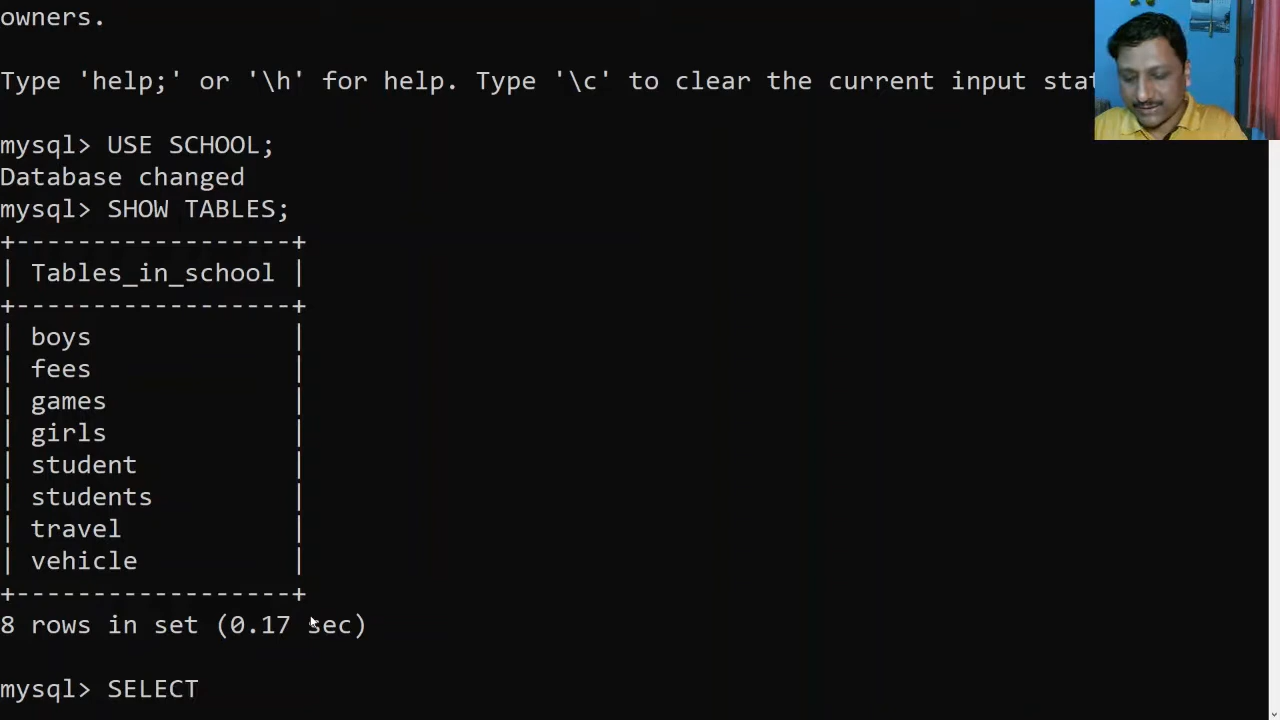 owners.
Type 'help;' or '\h' for help. Type '\c' to clear the current input stat
mysql> USE SCHOOL;
Database changed
mysql> SHOW TABLES;
+------------------+
| Tables_in_school |
+------------------+
| boys             |
| fees             |
| games            |
| girls            |
| student          |
| students         |
| travel           |
| vehicle          |
+------------------+
8 rows in set (0.17 sec)
mysql> SELECT